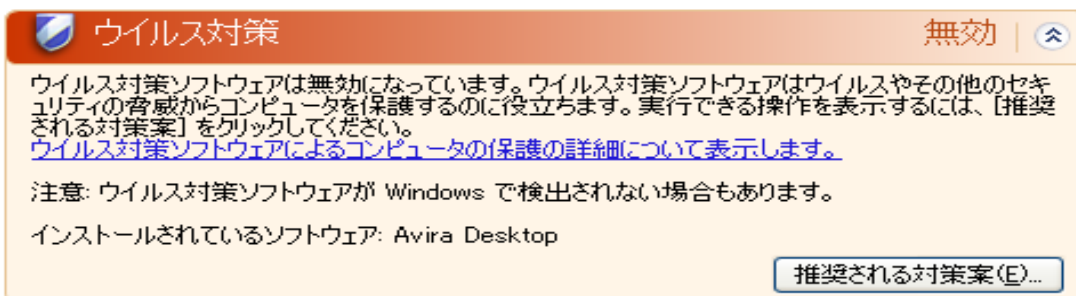 ウイルス対策 無効
ウイルス対策ソフトウェアは無効になっています。ウイルス対策ソフトウェアはウイルスやその他のセキ
ュリティの脅威からコンピュータを保護するのに役立ちます。実行できる操作を表示するには、[推奨
される対策案] をクリックしてください。
ウイルス対策ソフトウェアによるコンピュータの保護の詳細について表示します。
注意: ウイルス対策ソフトウェアが Windows で検出されない場合もあります。
インストールされているソフトウェア: Avira Desktop
推奨される対策案(E)...